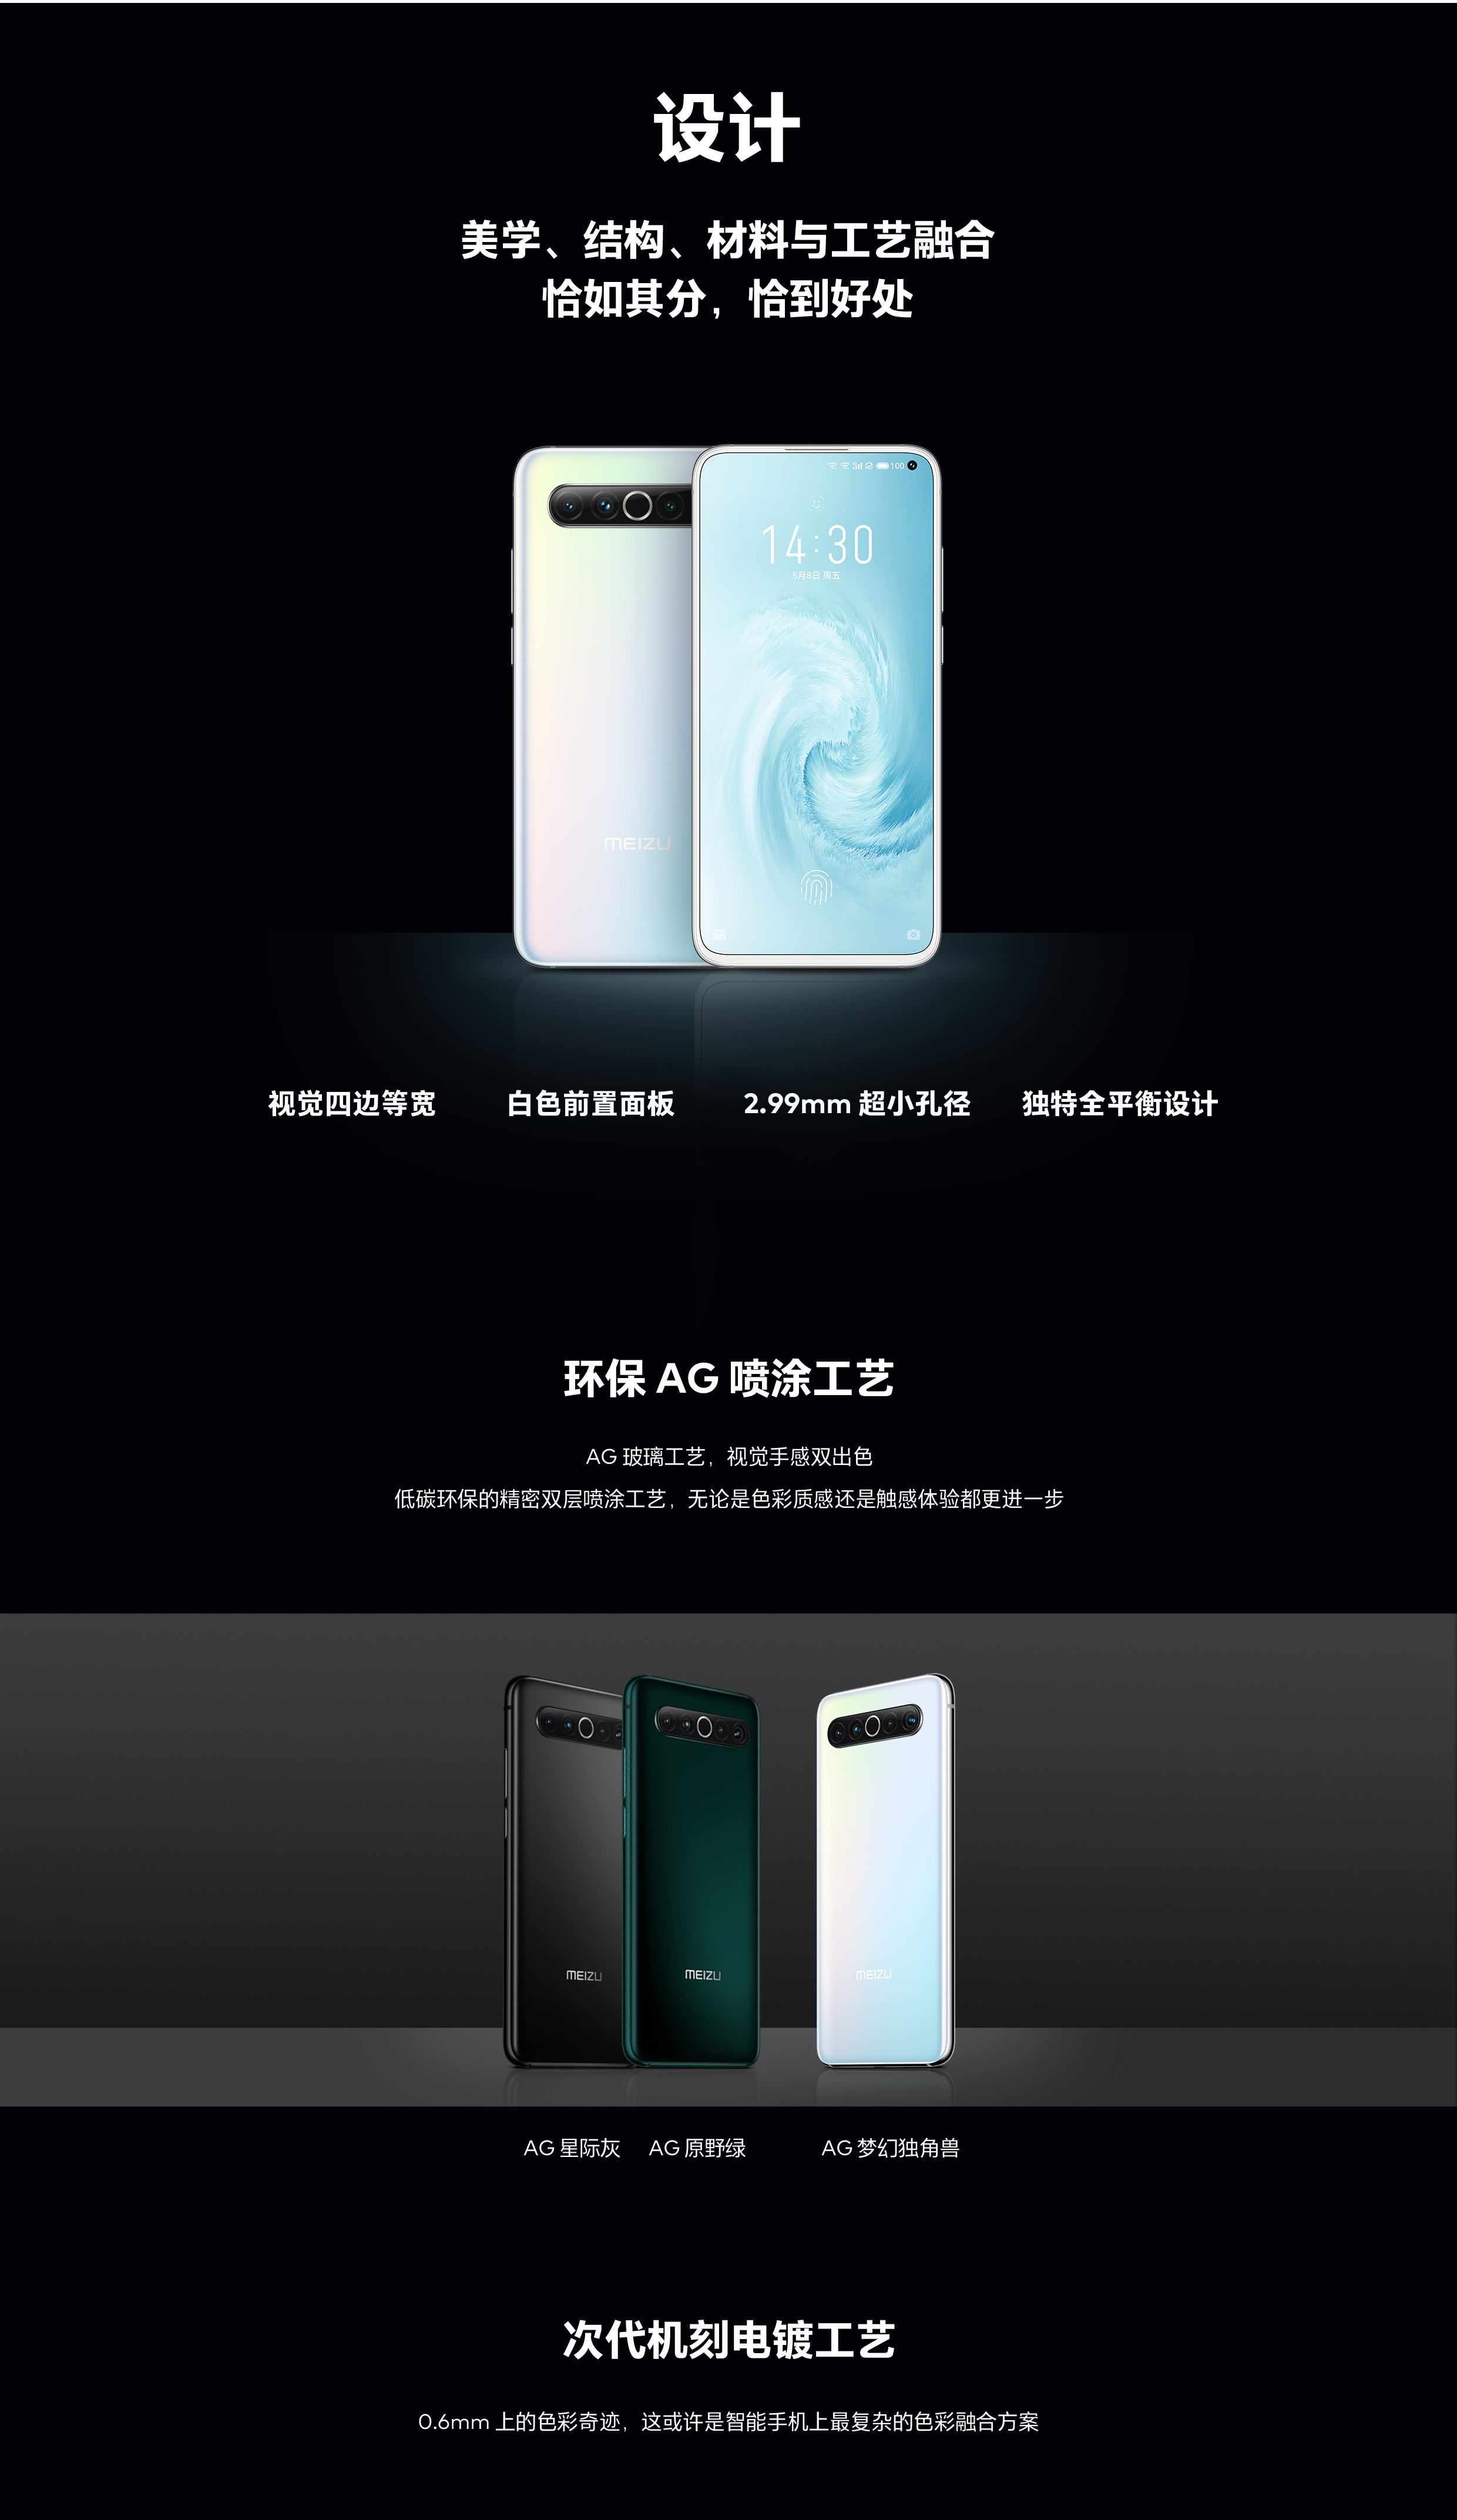 设计
美学、结构、材料与工艺融合
恰如其分，恰到好处
100
14:30
5月8日 周五
MEIZU
视觉四边等宽
白色前置面板
2.99mm 超小孔径
独特全平衡设计
环保 AG 喷涂工艺
AG 玻璃工艺，视觉手感双出色
低碳环保的精密双层喷涂工艺，无论是色彩质感还是触感体验都更进一步
MEIZU
MEIZU
MEIZU
AG 星际灰
AG 原野绿
AG 梦幻独角兽
次代机刻电镀工艺
0.6mm 上的色彩奇迹，这或许是智能手机上最复杂的色彩融合方案